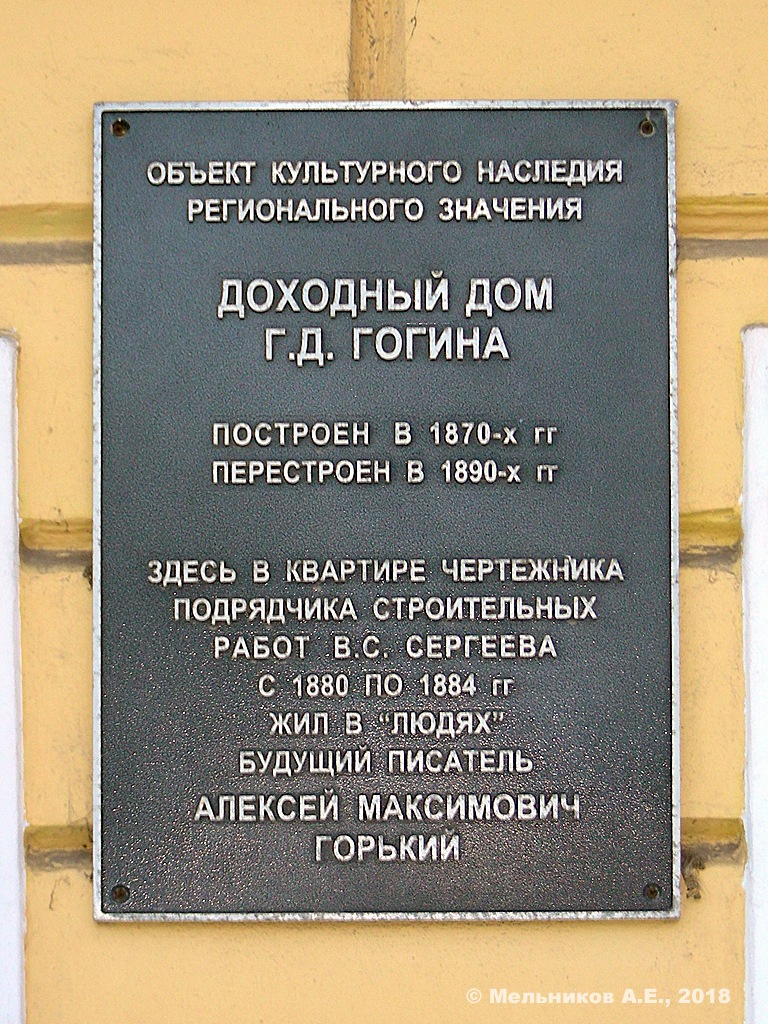 ОБЪЕКТ КУЛЬТУРНОГО НАСЛЕДИЯ
РЕГИОНАЛЬНОГО ЗНАЧЕНИЯ
ДОХОДНЫЙ ДОМ
Г.Д. ГОГИНА
ПОСТРОЕН В 1870-х гг
ПЕРЕСТРОЕН В 1890-х гг
ЗДЕСЬ В КВАРТИРЕ ЧЕРТЕЖНИКА
ПОДРЯДЧИКА СТРОИТЕЛЬНЫХ
РАБОТ В.С. СЕРГЕЕВА
С 1880 ПО 1884 гг
ЖИЛ В “ЛЮДЯХ”
БУДУЩИЙ ПИСАТЕЛЬ
АЛЕКСЕЙ МАКСИМОВИЧ
ГОРЬКИЙ
© Мельников А.Е., 2018